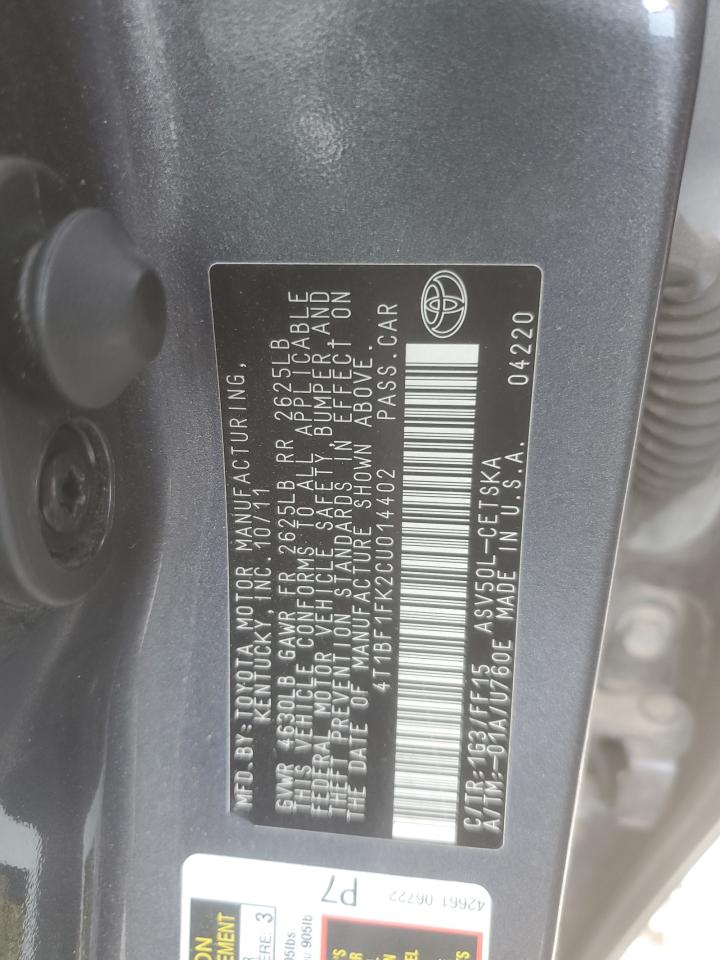 MFD.BY:TOYOTA MOTOR MANUFACTURING,
KENTUCKY, INC. 10/11
GVWR 4630LB GAWR FR 2625LB RR 2625LB
THIS VEHICLE CONFORMS TO ALL APPLICABLE
FEDERAL MOTOR VEHICLE SAFETY, BUMPER, AND
THEFT PREVENTION STANDARDS IN EFFECT ON
THE DATE OF MANUFACTURE SHOWN ABOVE.
4T1BF1FK2CU014402 PASS.CAR
C/TR:1G3/FF15 ASV50L-CETSKA
A/TM:-01A/U760E MADE IN U.S.A. 04220
P7
42661 06722
3
905lb